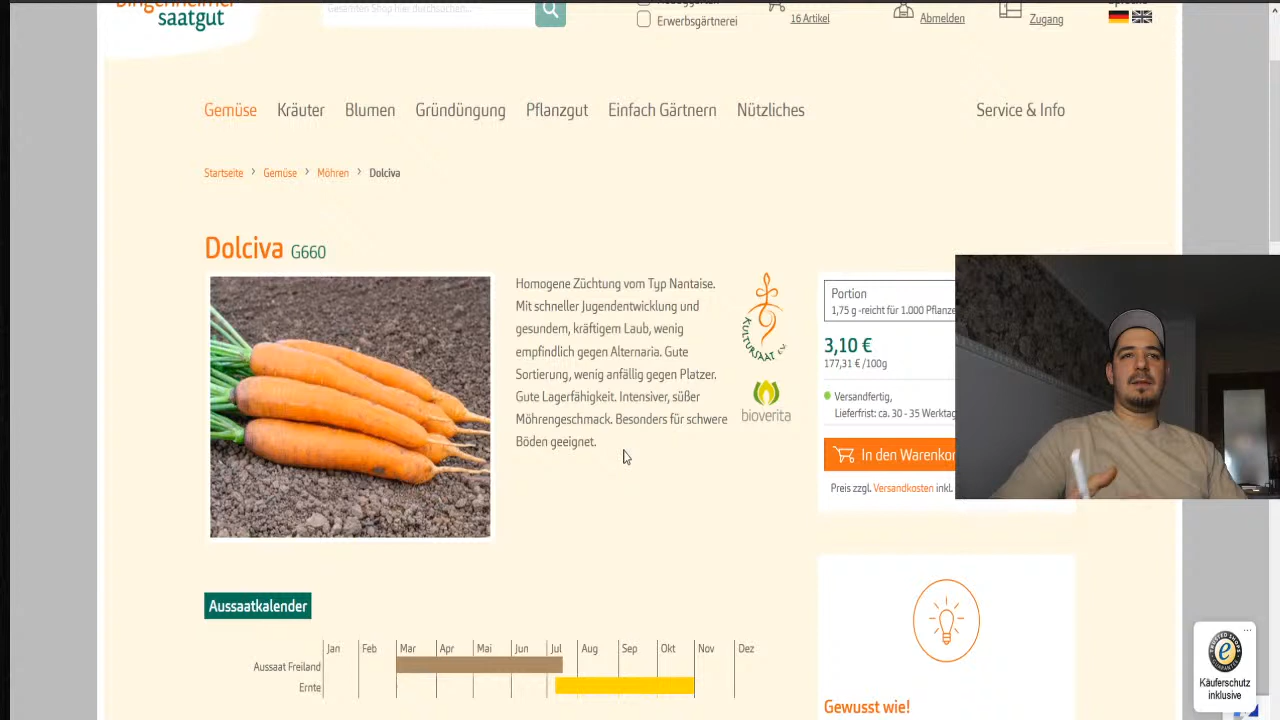 saatgut
Gesamten Shop hier durchsuchen...
Erwerbsgärtnerei
16 Artikel
Abmelden
Zugang
Gemüse Kräuter Blumen Gründüngung Pflanzgut Einfach Gärtnern Nützliches Service & Info
Startseite > Gemüse > Möhren > Dolciva
Dolciva G660
Homogene Züchtung vom Typ Nantaise.
Mit schneller Jugendentwicklung und
gesundem, kräftigem Laub, wenig
empfindlich gegen Alternaria. Gute
Sortierung, wenig anfällig gegen Platzer.
Gute Lagerfähigkeit. Intensiver, süßer
Möhrengeschmack. Besonders für schwere
Böden geeignet.
KULTURSAAT e.V.
bioverita
Portion
1,75 g -reicht für 1.000 Pflanze
3,10 €
177,31 € /100g
Versandfertig,
Lieferfrist: ca. 30 - 35 Werktag
In den Warenkor
Preis zzgl. Versandkosten inkl.
Aussaatkalender
Jan Feb Mar Apr Mai Jun Jul Aug Sep Okt Nov Dez
Aussaat Freiland
Ernte
Gewusst wie!
Käuferschutz
inklusive